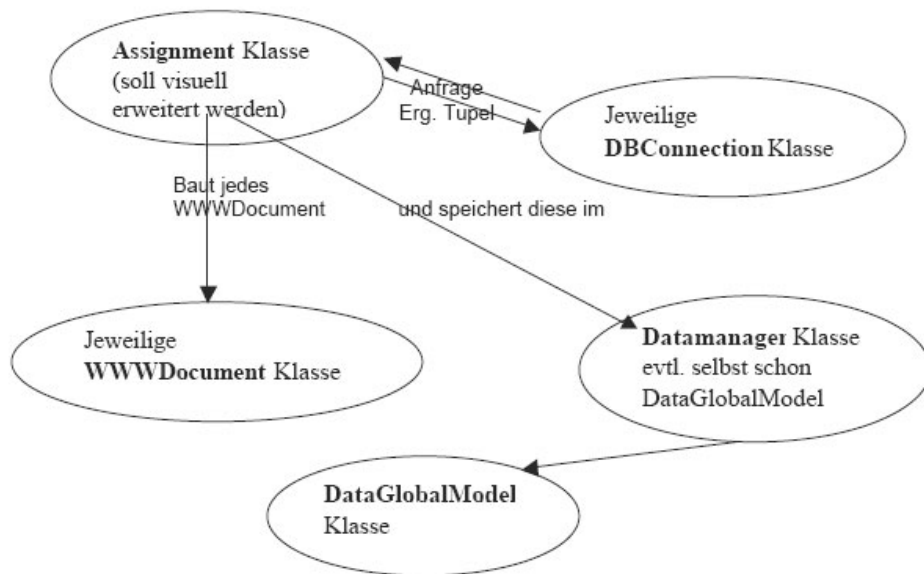 Assignment Klasse
(soll visuell
erweitert werden)
Anfrage
Erg. Tupel
Jeweilige
DBConnection Klasse
Baut jedes
WWWDocument
und speichert diese im
Jeweilige
WWWDocument Klasse
Datamanager Klasse
evtl. selbst schon
DataGlobalModel
DataGlobalModel
Klasse